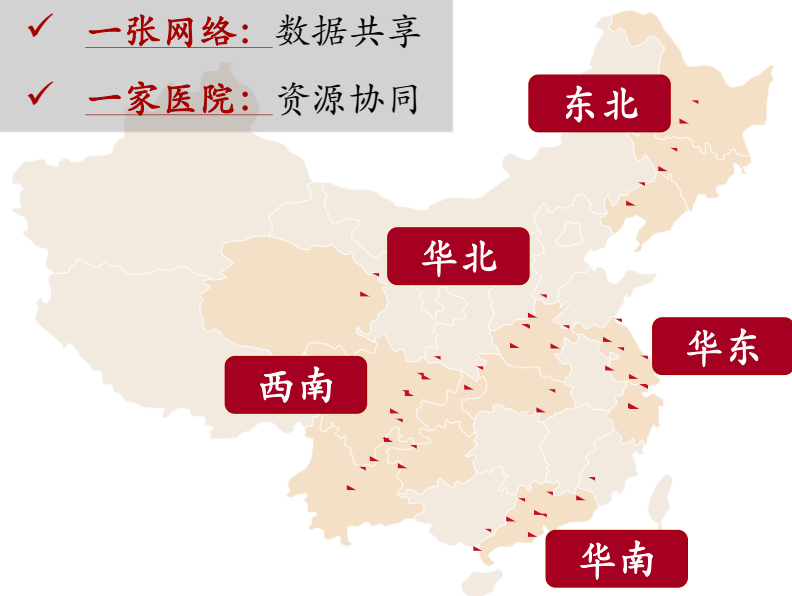 一张网络：数据共享
一家医院：资源协同
东北
华北
华东
西南
华南